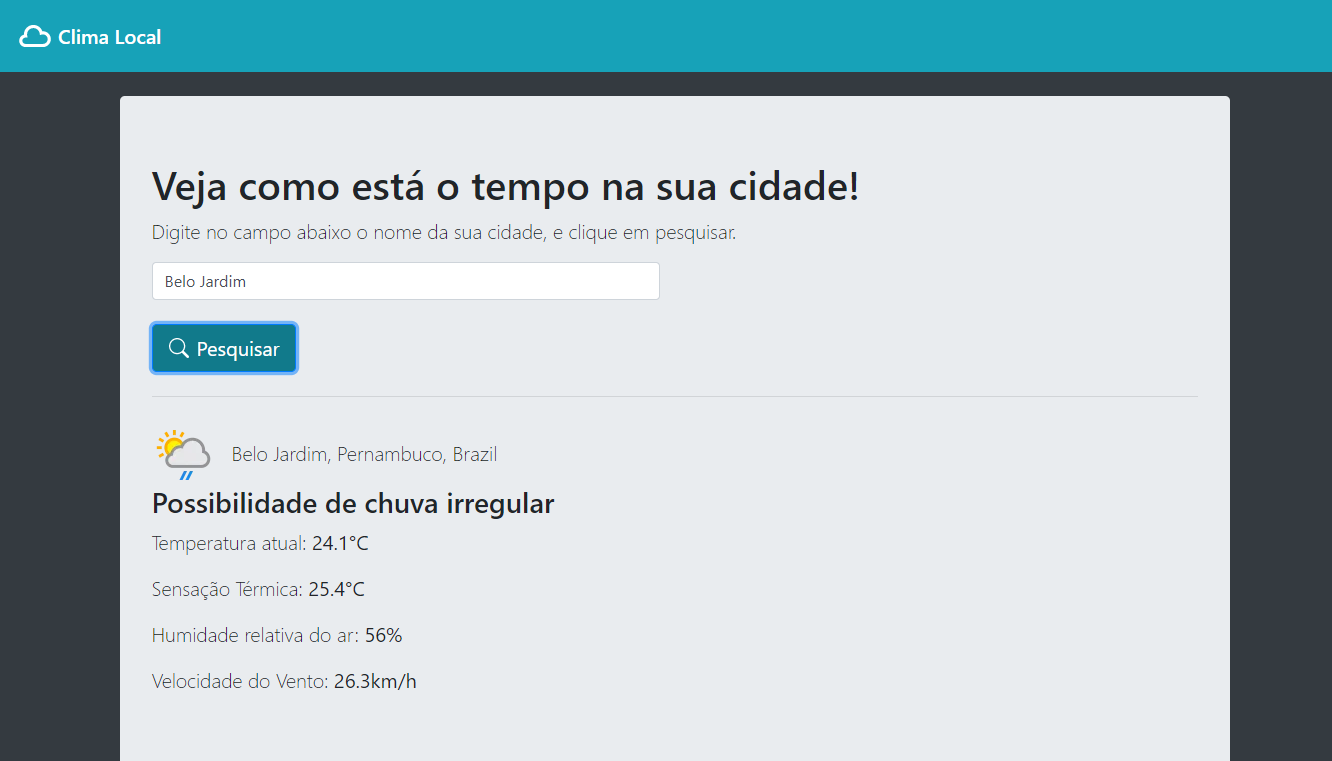 Clima Local
Veja como está o tempo na sua cidade!
Digite no campo abaixo o nome da sua cidade, e clique em pesquisar.
Belo Jardim
Pesquisar
Belo Jardim, Pernambuco, Brazil
Possibilidade de chuva irregular
Temperatura atual: 24.1°C
Sensação Térmica: 25.4°C
Humidade relativa do ar: 56%
Velocidade do Vento: 26.3km/h